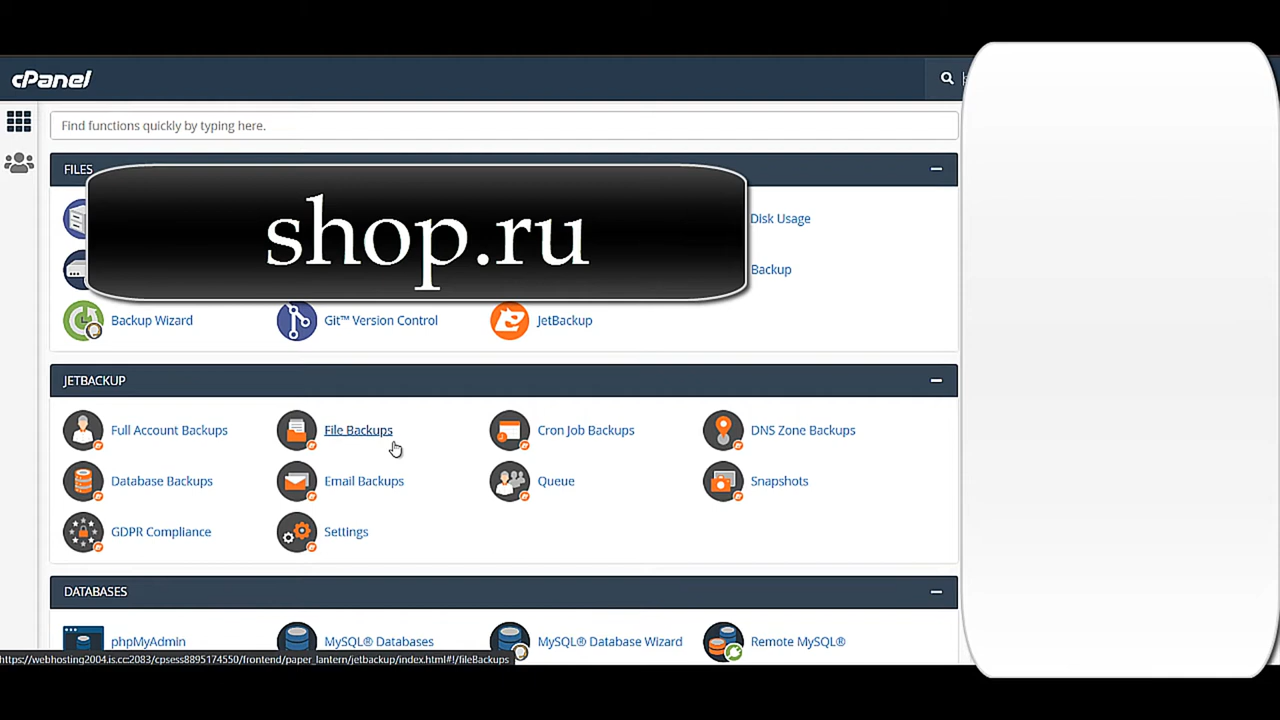 cPanel
Find functions quickly by typing here.
FILES
shop.ru
Disk Usage
Backup
Backup Wizard
Git™ Version Control
JetBackup
JETBACKUP
Full Account Backups
File Backups
Cron Job Backups
DNS Zone Backups
Database Backups
Email Backups
Queue
Snapshots
GDPR Compliance
Settings
DATABASES
phpMyAdmin
MySQL® Databases
MySQL® Database Wizard
Remote MySQL®
https://webhosting2004.is.cc:2083/cpsess8895174550/frontend/paper_lantern/jetbackup/index.html#!/fileBackups